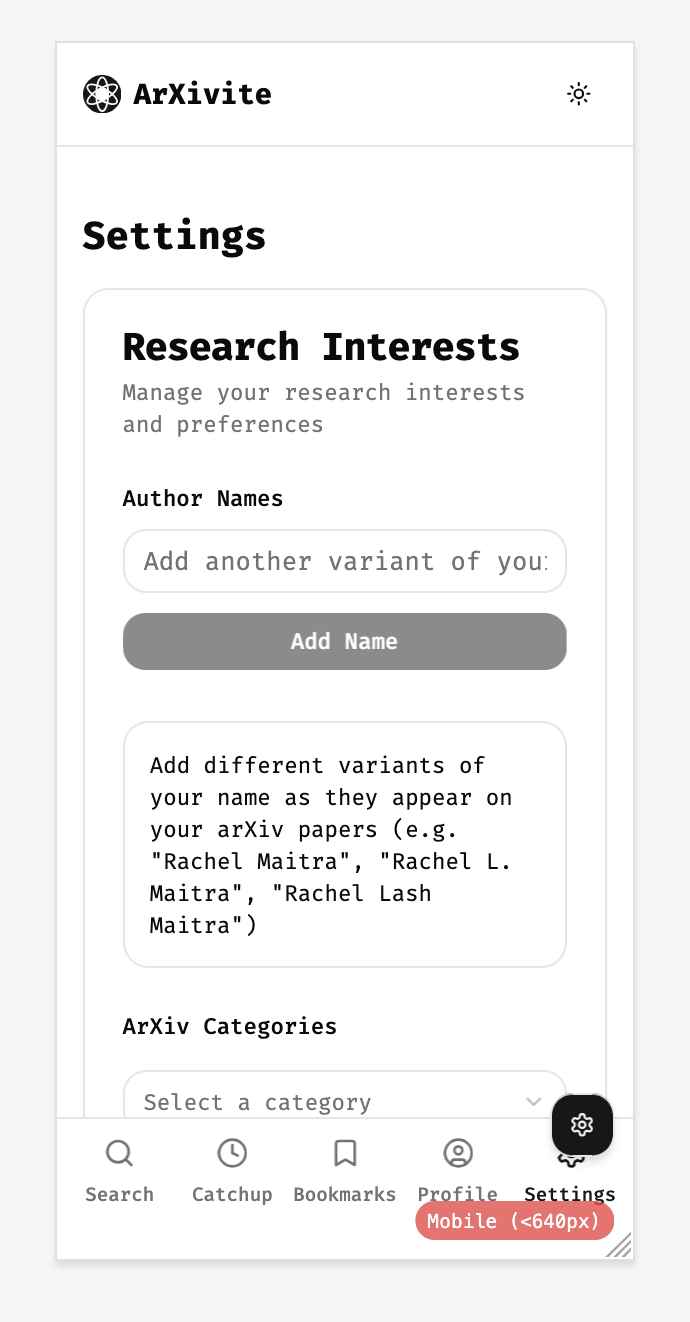 ArXivite
Settings
Research Interests
Manage your research interests
and preferences
Author Names
Add another variant of you
Add Name
Add different variants of
your name as they appear on
your arXiv papers (e.g.
"Rachel Maitra", "Rachel L.
Maitra", "Rachel Lash
Maitra")
ArXiv Categories
Select a category
Search Catchup Bookmarks Profile Settings
Mobile (<640px)